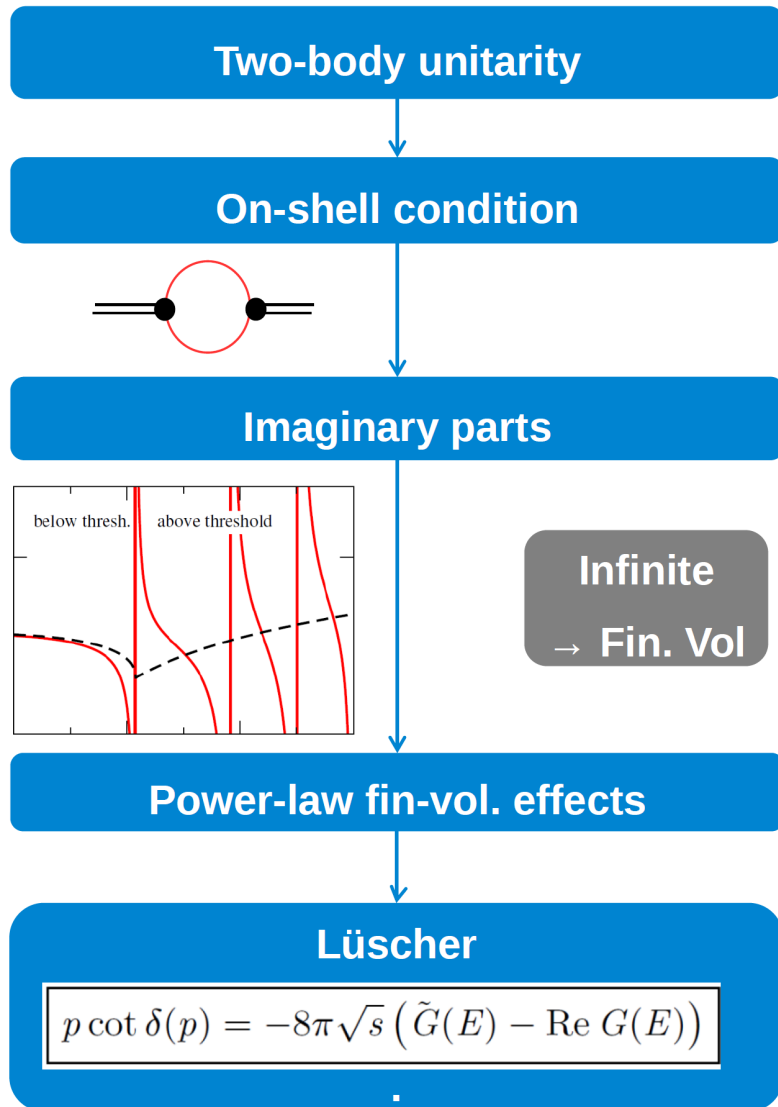 Two-body unitarity
On-shell condition
Imaginary parts
below thresh. above threshold
Infinite
→ Fin. Vol
Power-law fin-vol. effects
Lüscher
p cot δ(p) = −8π√s (G̃(E) − Re G(E))
.